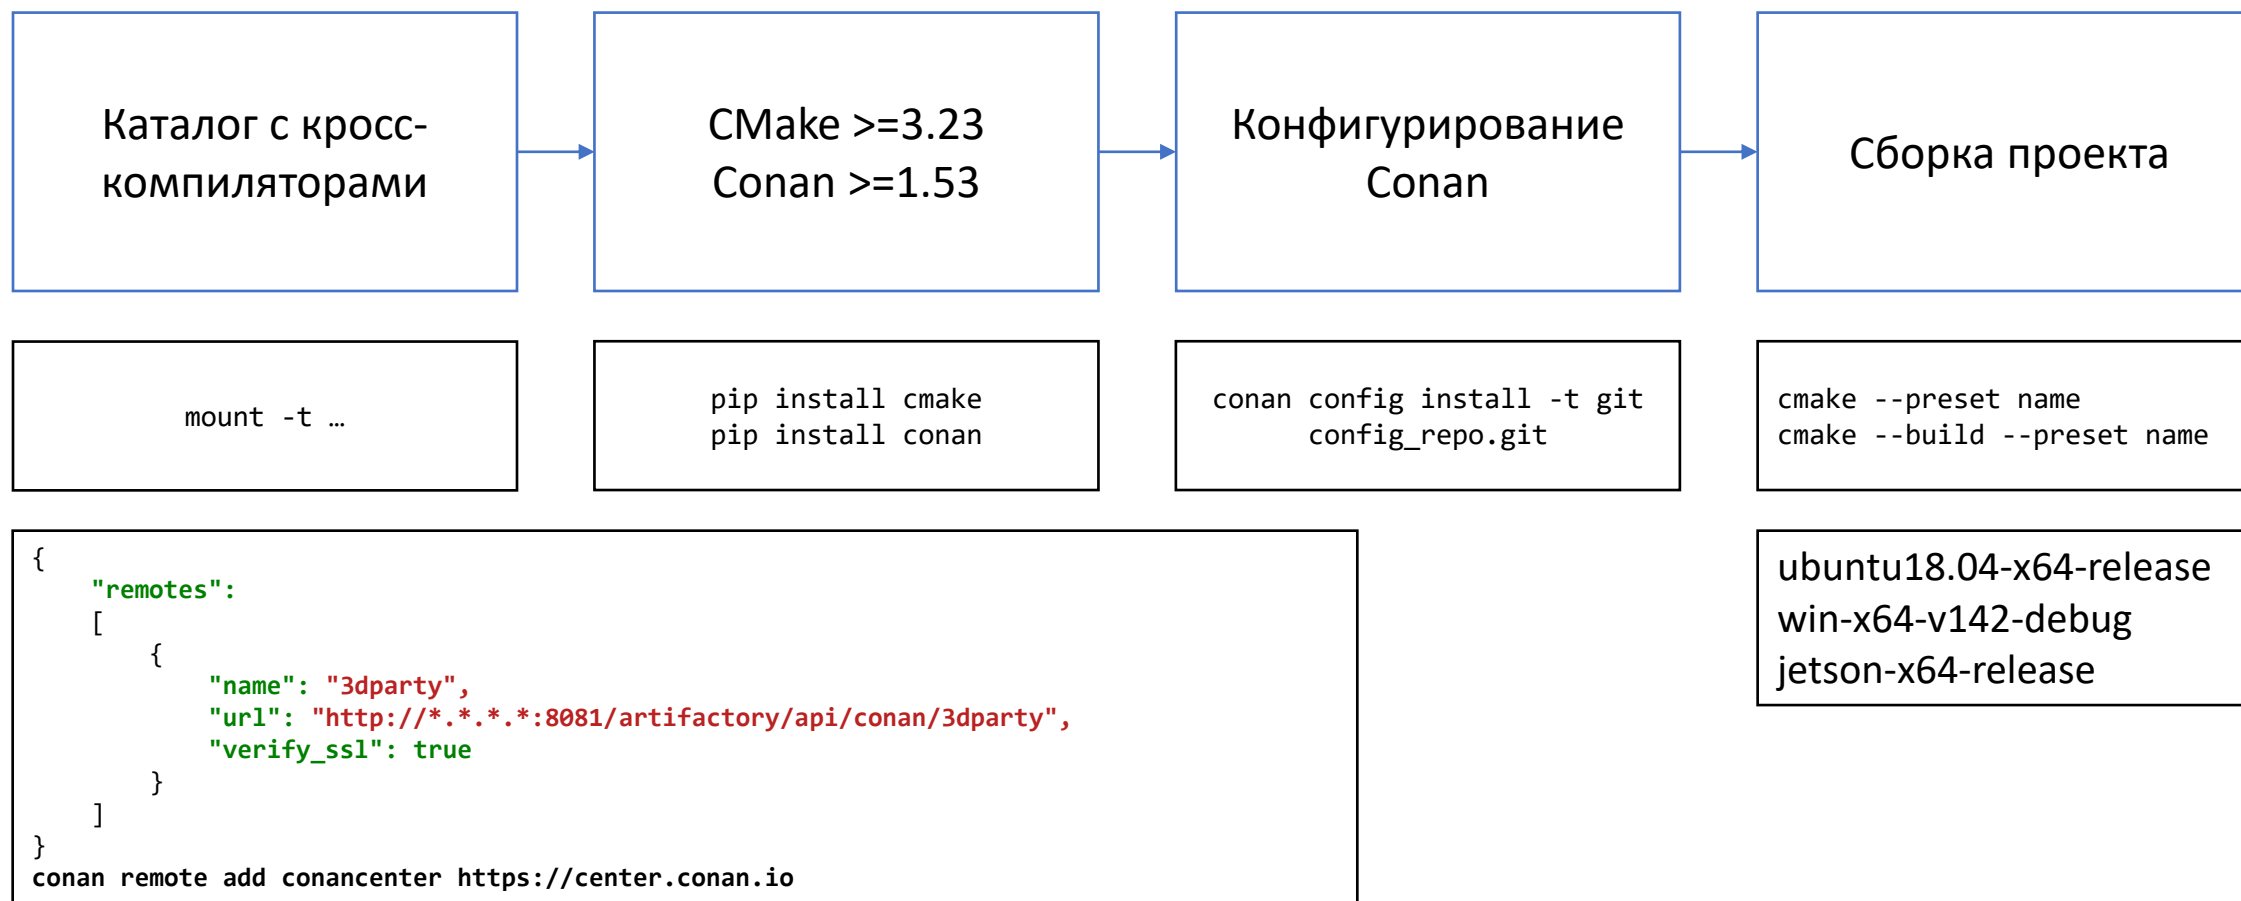 Каталог с кросс-
компиляторами
CMake >=3.23
Conan >=1.53
Конфигурирование
Conan
Сборка проекта
mount -t …
pip install cmake
pip install conan
conan config install -t git
config_repo.git
cmake --preset name
cmake --build --preset name
{
    "remotes":
    [
        {
            "name": "3dparty",
            "url": "http://*.*.*.*:8081/artifactory/api/conan/3dparty",
            "verify_ssl": true
        }
    ]
}
conan remote add conancenter https://center.conan.io
ubuntu18.04-x64-release
win-x64-v142-debug
jetson-x64-release